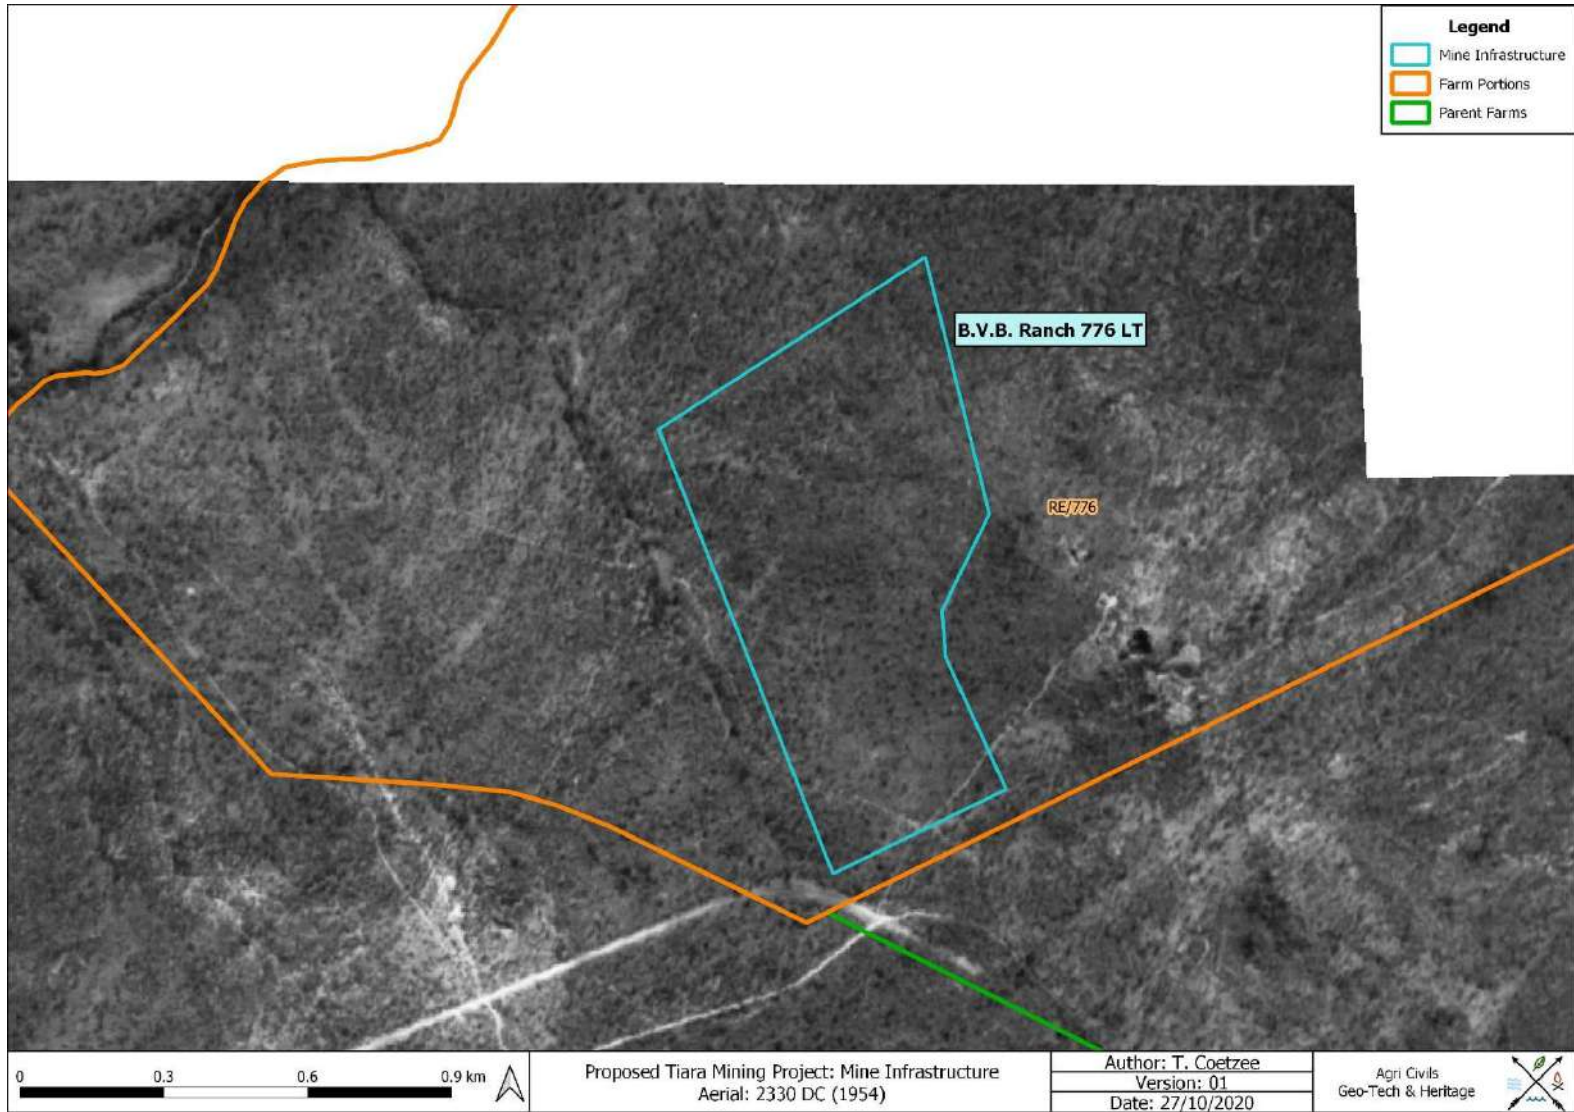 Legend
Mine Infrastructure
Farm Portions
Parent Farms
B.V.B. Ranch 776 LT
RE/776
0 0.3 0.6 0.9 km
Proposed Tiara Mining Project: Mine Infrastructure
Aerial: 2330 DC (1954)
Author: T. Coetzee
Version: 01
Date: 27/10/2020
Agri Civils
Geo-Tech & Heritage